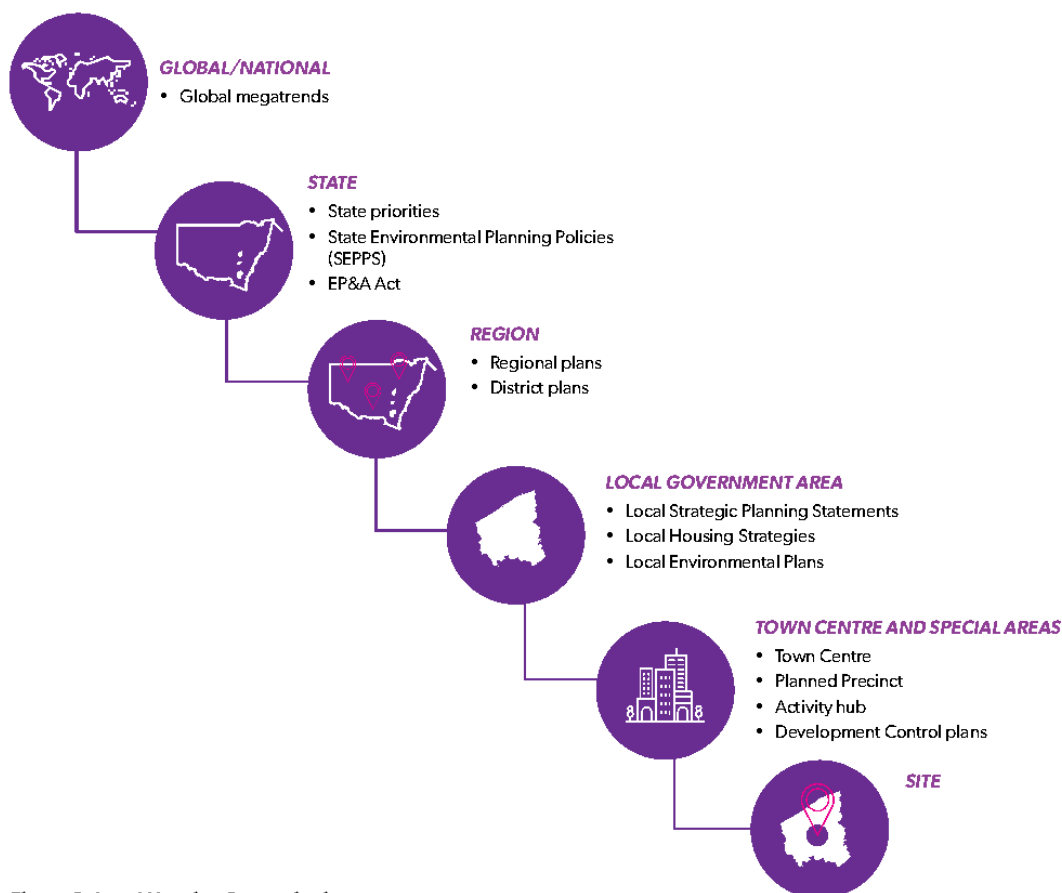 GLOBAL/NATIONAL
• Global megatrends
STATE
• State priorities
• State Environmental Planning Policies
(SEPPS)
• EP&A Act
REGION
• Regional plans
• District plans
LOCAL GOVERNMENT AREA
• Local Strategic Planning Statements
• Local Housing Strategies
• Local Environmental Plans
TOWN CENTRE AND SPECIAL AREAS
• Town Centre
• Planned Precinct
• Activity hub
• Development Control plans
SITE